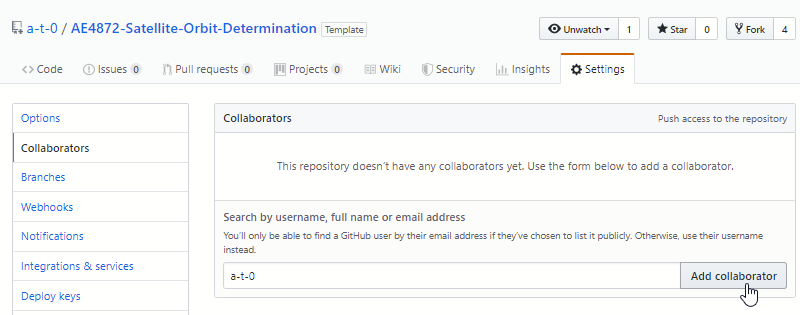 a-t-0 / AE4872-Satellite-Orbit-Determination Template Unwatch 1 Star 0 Fork 4
Code Issues 0 Pull requests 0 Projects 0 Wiki Security Insights Settings
Options
Collaborators
Branches
Webhooks
Notifications
Integrations & services
Deploy keys
Collaborators Push access to the repository
This repository doesn't have any collaborators yet. Use the form below to add a collaborator.
Search by username, full name or email address
You'll only be able to find a GitHub user by their email address if they've chosen to list it publicly. Otherwise, use their username
instead.
a-t-0 Add collaborator